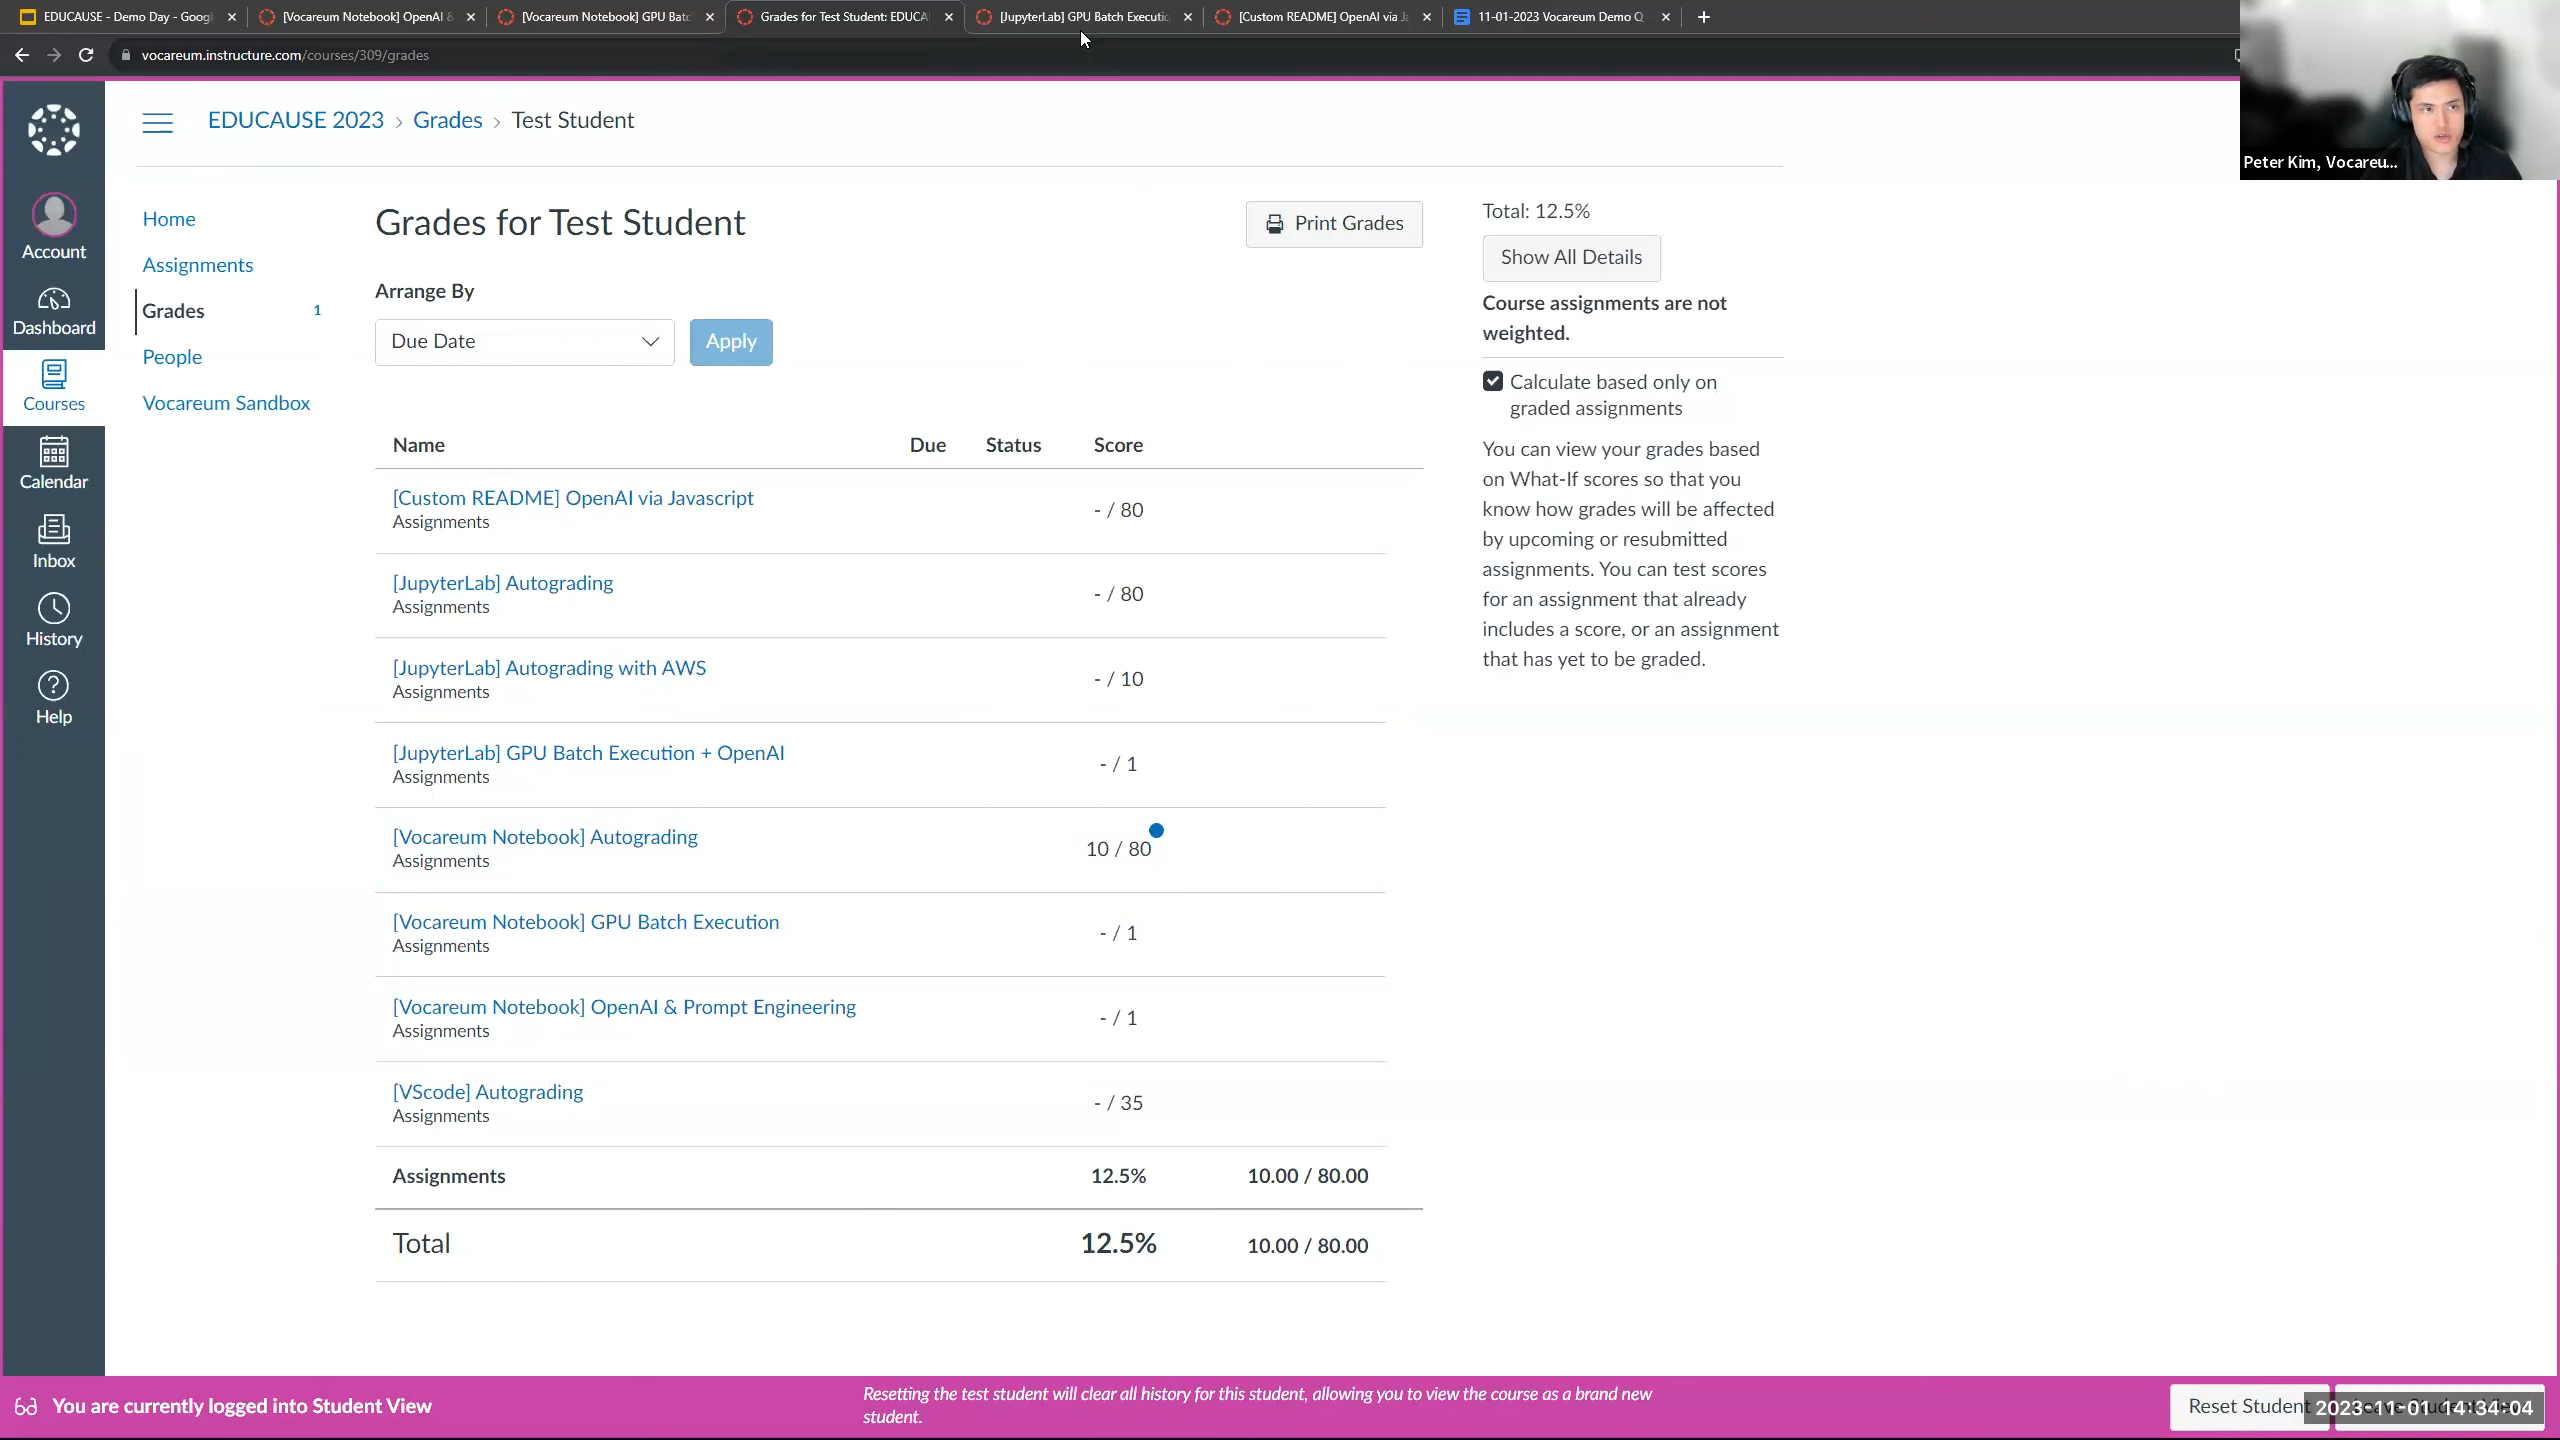 EDUCAUSE - Demo Day - Googl
[Vocareum Notebook] OpenAI &
[Vocareum Notebook] GPU Batc
Grades for Test Student: EDUCA
[JupyterLab] GPU Batch Executio
[Custom README] OpenAI via Ja
11-01-2023 Vocareum Demo Q
vocareum.instructure.com/courses/309/grades
Peter Kim, Vocareu...
EDUCAUSE 2023 › Grades › Test Student
Account
Dashboard
Courses
Calendar
Inbox
History
Help
Home
Assignments
Grades 1
People
Vocareum Sandbox
Grades for Test Student
Print Grades
Arrange By
Due Date
Apply
Name Due Status Score
[Custom README] OpenAI via Javascript
Assignments
- / 80
[JupyterLab] Autograding
Assignments
- / 80
[JupyterLab] Autograding with AWS
Assignments
- / 10
[JupyterLab] GPU Batch Execution + OpenAI
Assignments
- / 1
[Vocareum Notebook] Autograding
Assignments
10 / 80
[Vocareum Notebook] GPU Batch Execution
Assignments
- / 1
[Vocareum Notebook] OpenAI & Prompt Engineering
Assignments
- / 1
[VScode] Autograding
Assignments
- / 35
Assignments 12.5% 10.00 / 80.00
Total 12.5% 10.00 / 80.00
Total: 12.5%
Show All Details
Course assignments are not
weighted.
Calculate based only on
graded assignments
You can view your grades based
on What-If scores so that you
know how grades will be affected
by upcoming or resubmitted
assignments. You can test scores
for an assignment that already
includes a score, or an assignment
that has yet to be graded.
You are currently logged into Student View
Resetting the test student will clear all history for this student, allowing you to view the course as a brand new
student.
Reset Student
2023-11-01 14:34:04